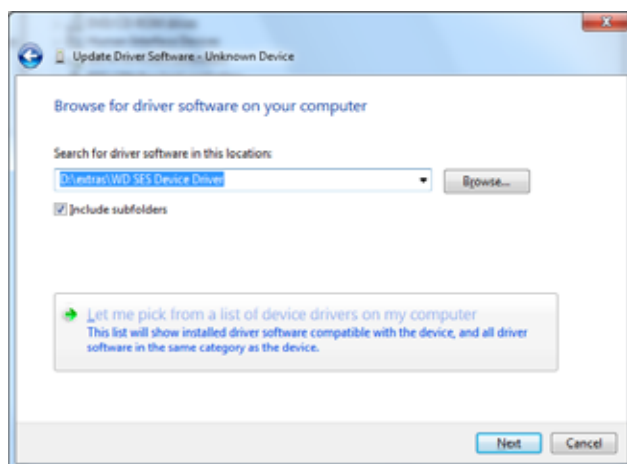 Update Driver Software - Unknown Device
Browse for driver software on your computer
Search for driver software in this location:
D:\extras\WD SES Device Driver
Browse...
Include subfolders
Let me pick from a list of device drivers on my computer
This list will show installed driver software compatible with the device, and all driver
software in the same category as the device.
Next
Cancel